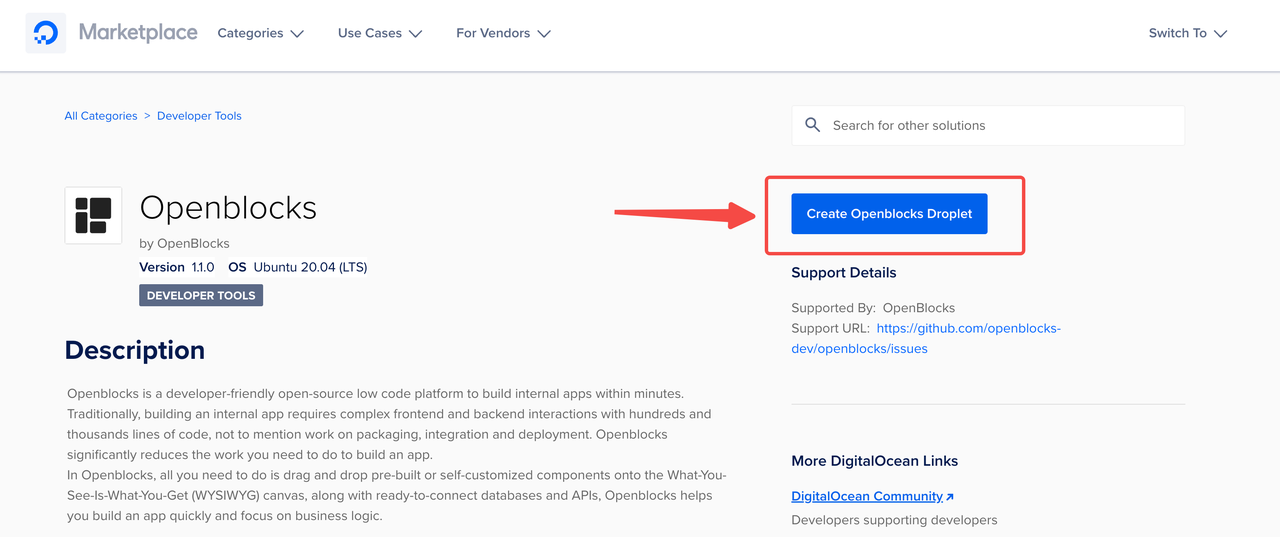 Marketplace Categories Use Cases For Vendors Switch To
All Categories > Developer Tools
Search for other solutions
Openblocks
by OpenBlocks
Version 1.1.0 OS Ubuntu 20.04 (LTS)
DEVELOPER TOOLS
Create Openblocks Droplet
Support Details
Supported By: OpenBlocks
Support URL: https://github.com/openblocks-
dev/openblocks/issues
Description
Openblocks is a developer-friendly open-source low code platform to build internal apps within minutes.
Traditionally, building an internal app requires complex frontend and backend interactions with hundreds and
thousands lines of code, not to mention work on packaging, integration and deployment. Openblocks
significantly reduces the work you need to do to build an app.
In Openblocks, all you need to do is drag and drop pre-built or self-customized components onto the What-You-
See-Is-What-You-Get (WYSIWYG) canvas, along with ready-to-connect databases and APIs, Openblocks helps
you build an app quickly and focus on business logic.
More DigitalOcean Links
DigitalOcean Community
Developers supporting developers